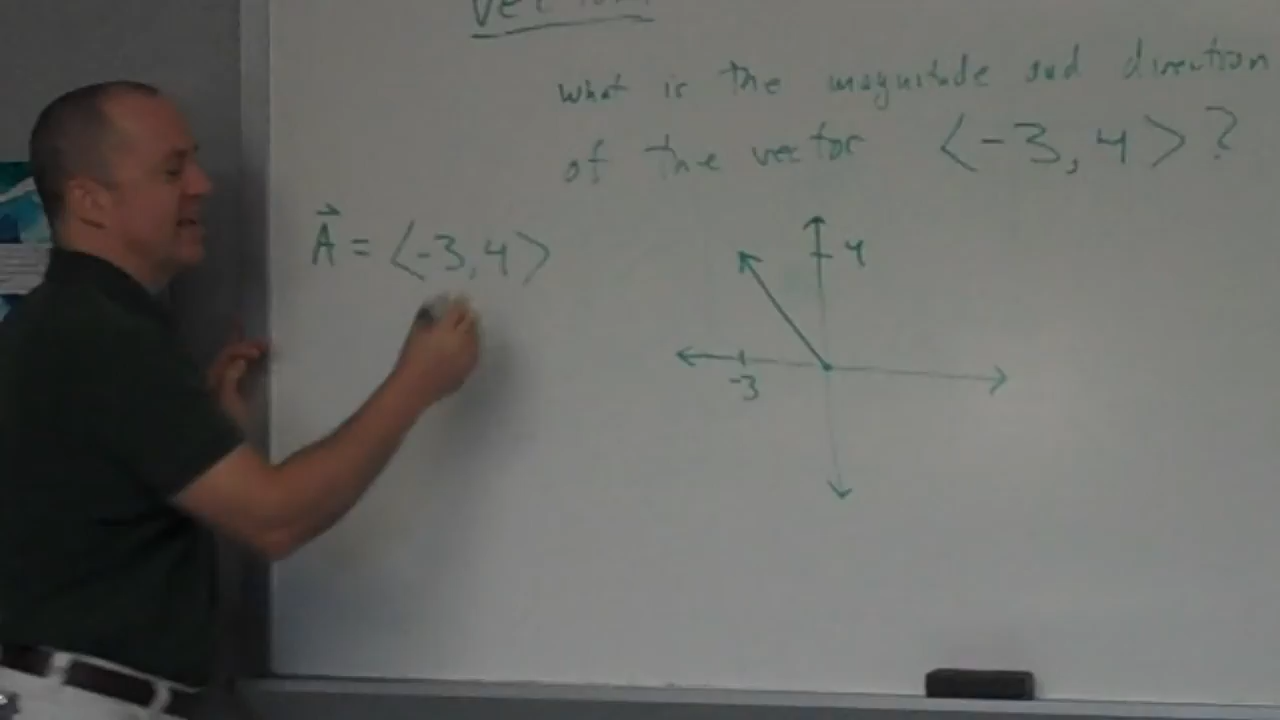 what is the magnitude and direction
of the vector <-3, 4>?
A⃗ = <-3, 4>
4
-3